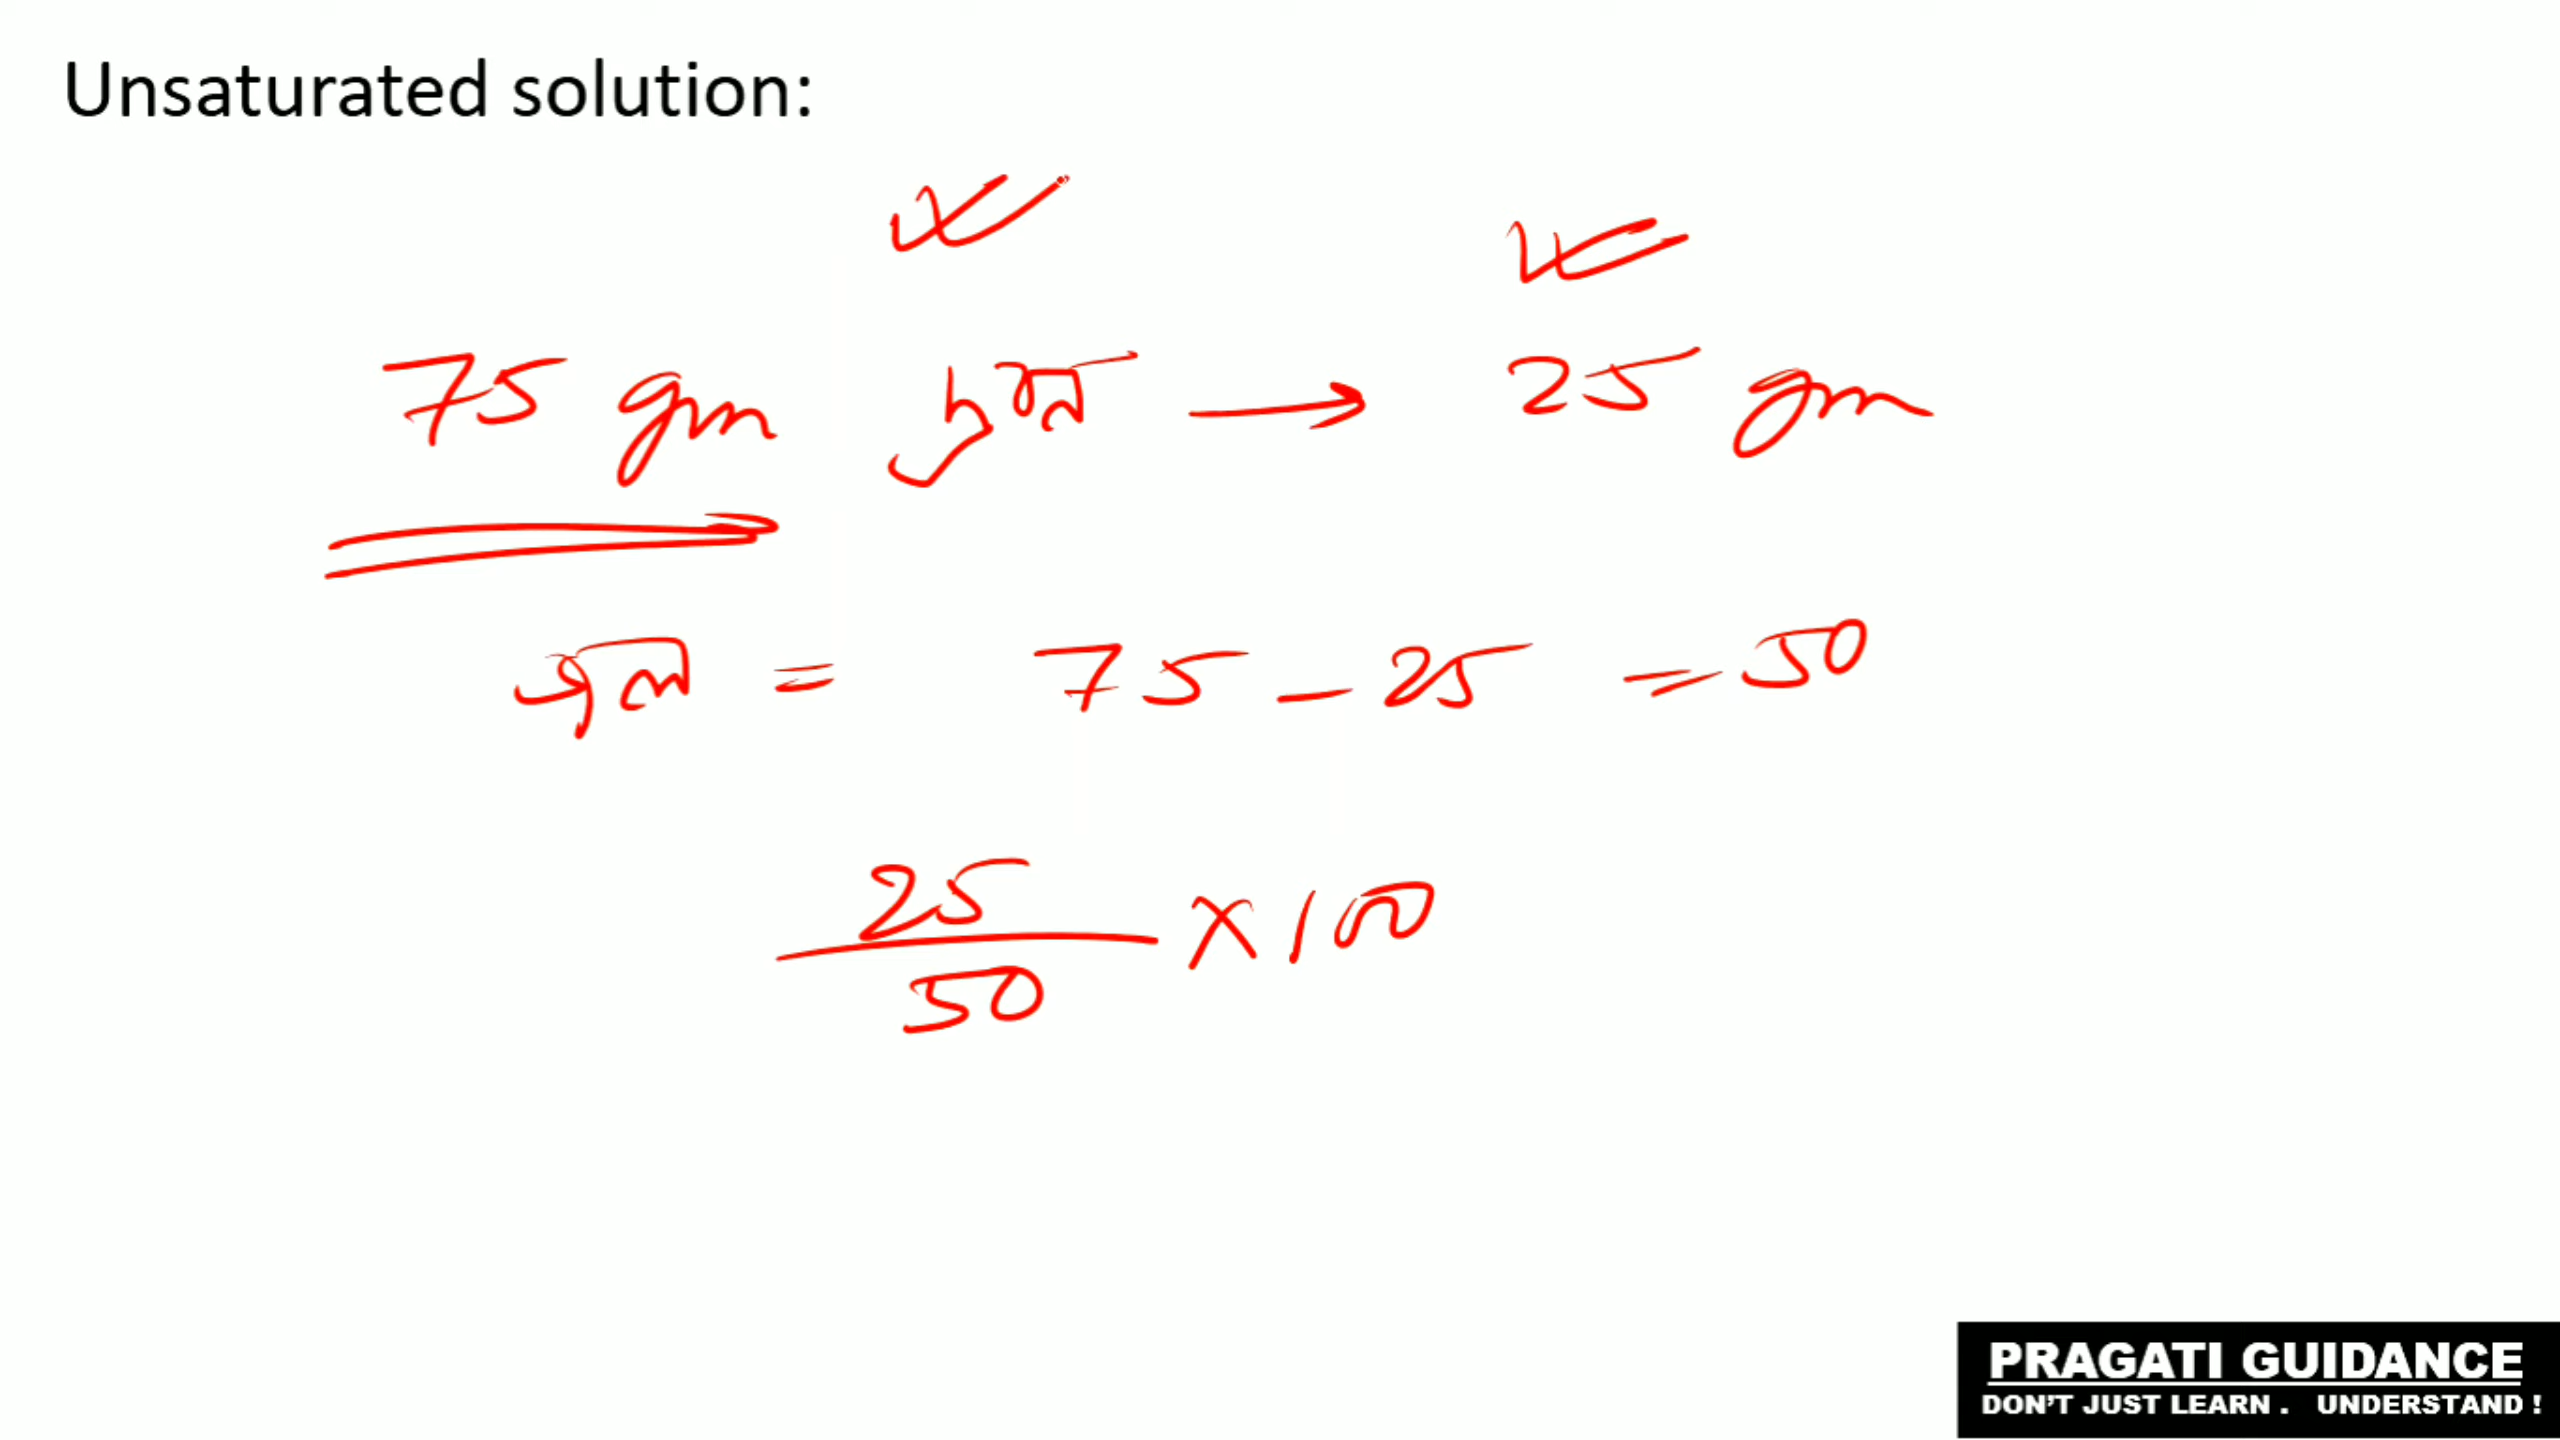 Unsaturated solution:
75 gm দ্রবন → 25 gm
জল = 75 - 25 = 50
25
50 × 100
PRAGATI GUIDANCE
DON'T JUST LEARN . UNDERSTAND !